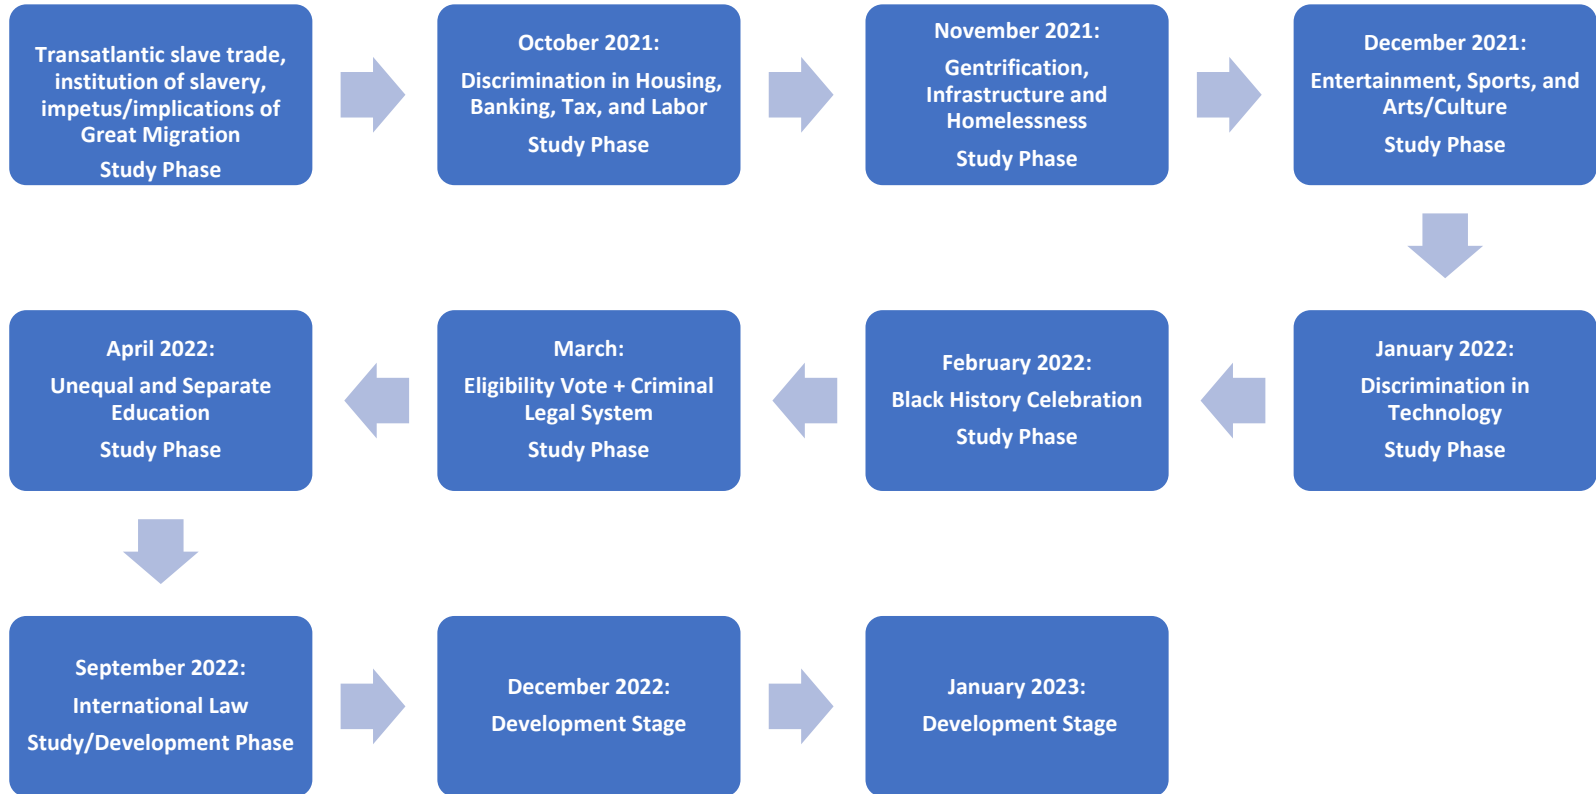 Transatlantic slave trade,
institution of slavery,
impetus/implications of
Great Migration
Study Phase
October 2021:
Discrimination in Housing,
Banking, Tax, and Labor
Study Phase
November 2021:
Gentrification,
Infrastructure and
Homelessness
Study Phase
December 2021:
Entertainment, Sports, and
Arts/Culture
Study Phase
January 2022:
Discrimination in
Technology
Study Phase
February 2022:
Black History Celebration
Study Phase
March:
Eligibility Vote + Criminal
Legal System
Study Phase
April 2022:
Unequal and Separate
Education
Study Phase
September 2022:
International Law
Study/Development Phase
December 2022:
Development Stage
January 2023:
Development Stage